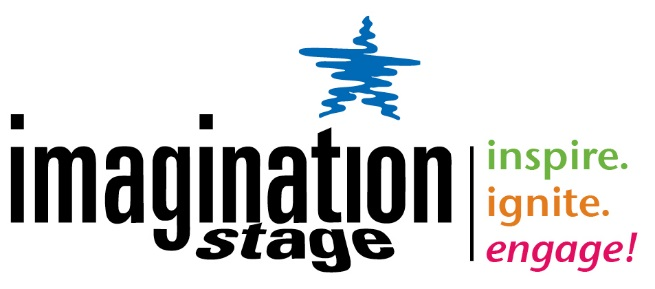 imagination
stage
inspire.
ignite.
engage!